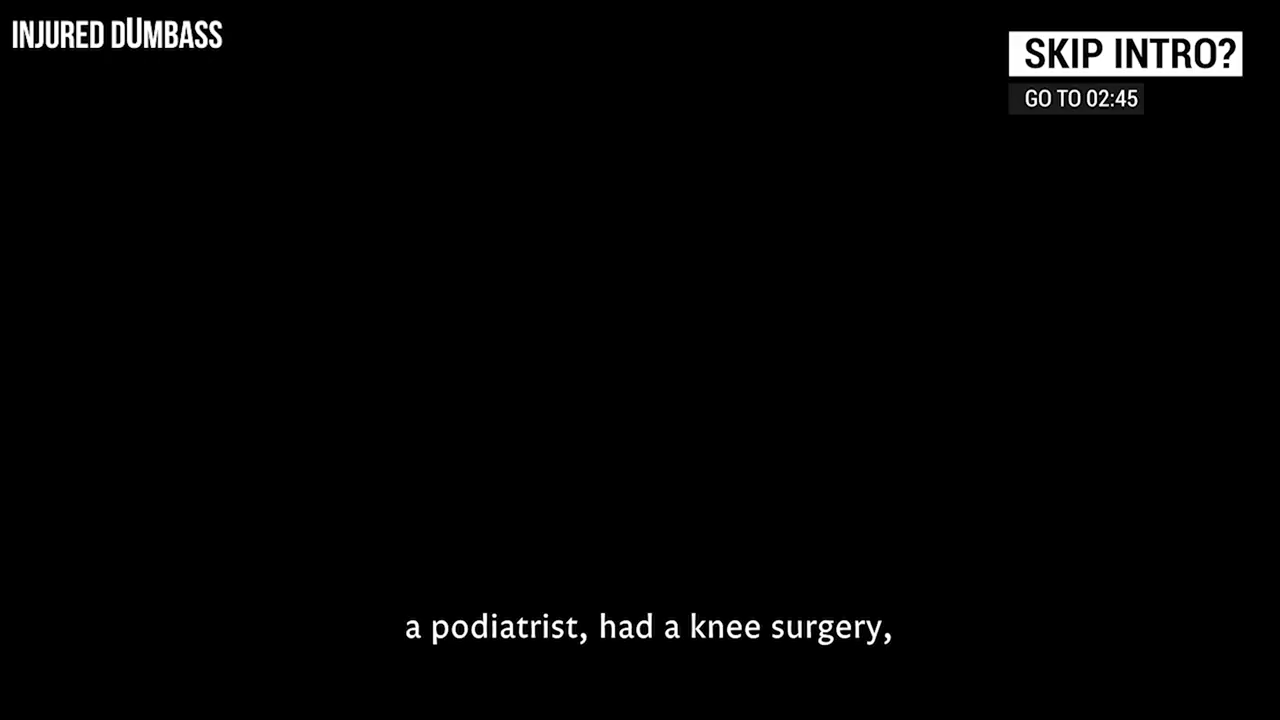 INJURED DUMBASS
SKIP INTRO?
GO TO 02:45
a podiatrist, had a knee surgery,